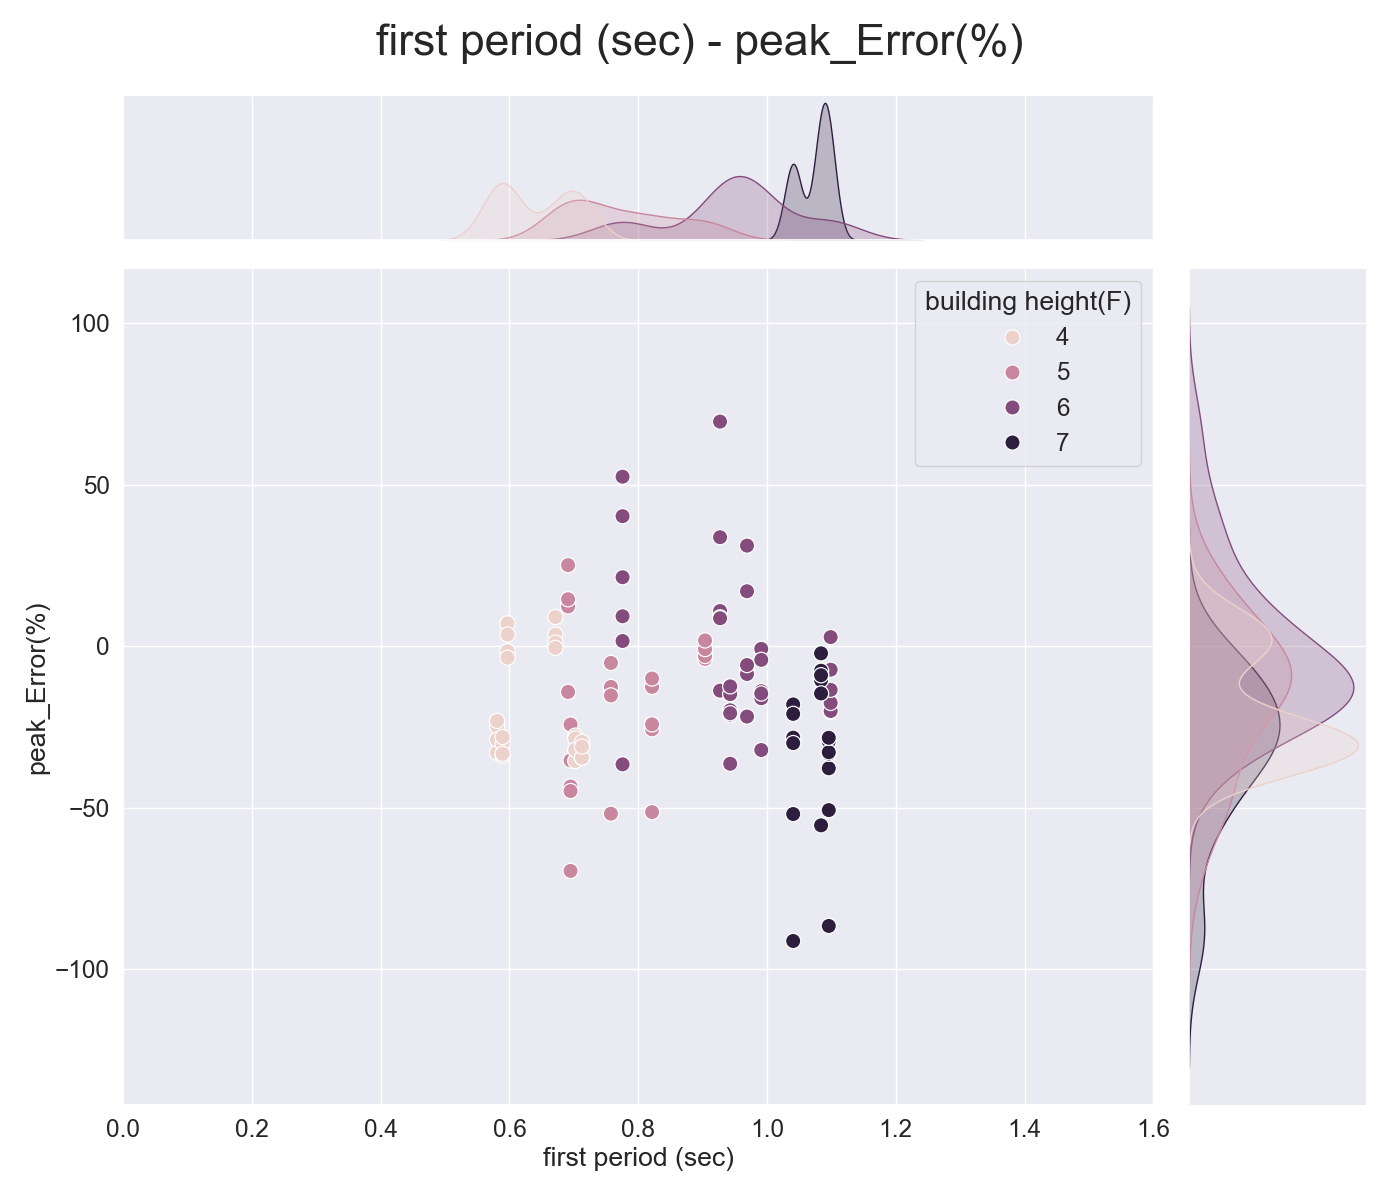 first period (sec) - peak_Error(%)
building height(F)
4
5
6
7
100
50
0
−50
−100
peak_Error(%)
0.0 0.2 0.4 0.6 0.8 1.0 1.2 1.4 1.6
first period (sec)